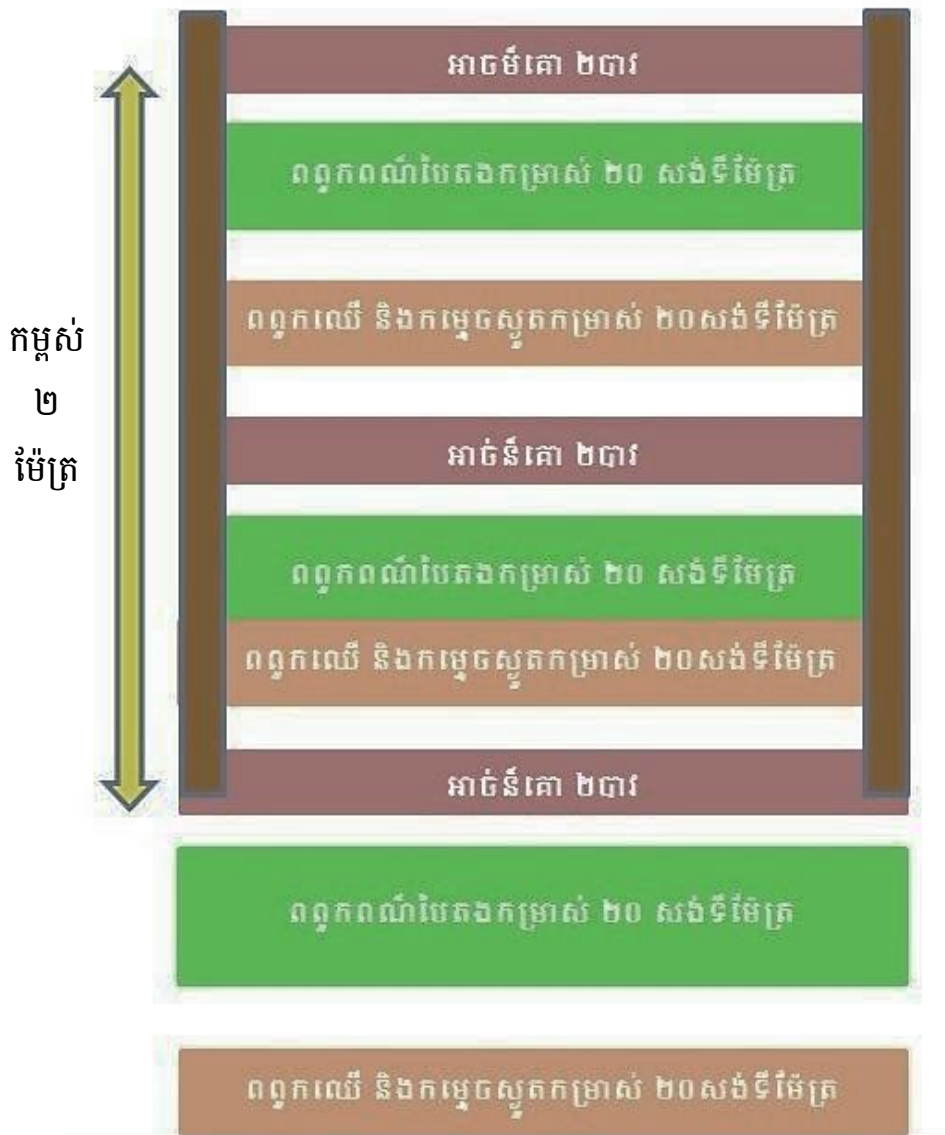 អាចម៍គោ ២បាវ
ពពួកពណ៌បៃតងកម្រាស់ ២០ សង់ទីម៉ែត្រ
ពពួកឈើ និងកម្ទេចស្ងួតកម្រាស់ ២០សង់ទីម៉ែត្រ
កម្ពស់
២
ម៉ែត្រ
អាច់ន៏គោ ២បាវ
ពពួកពណ៌បៃតងកម្រាស់ ២០ សង់ទីម៉ែត្រ
ពពួកឈើ និងកម្ទេចស្ងួតកម្រាស់ ២០សង់ទីម៉ែត្រ
អាច់ន៏គោ ២បាវ
ពពួកពណ៌បៃតងកម្រាស់ ២០ សង់ទីម៉ែត្រ
ពពួកឈើ និងកម្ទេចស្ងួតកម្រាស់ ២០សង់ទីម៉ែត្រ